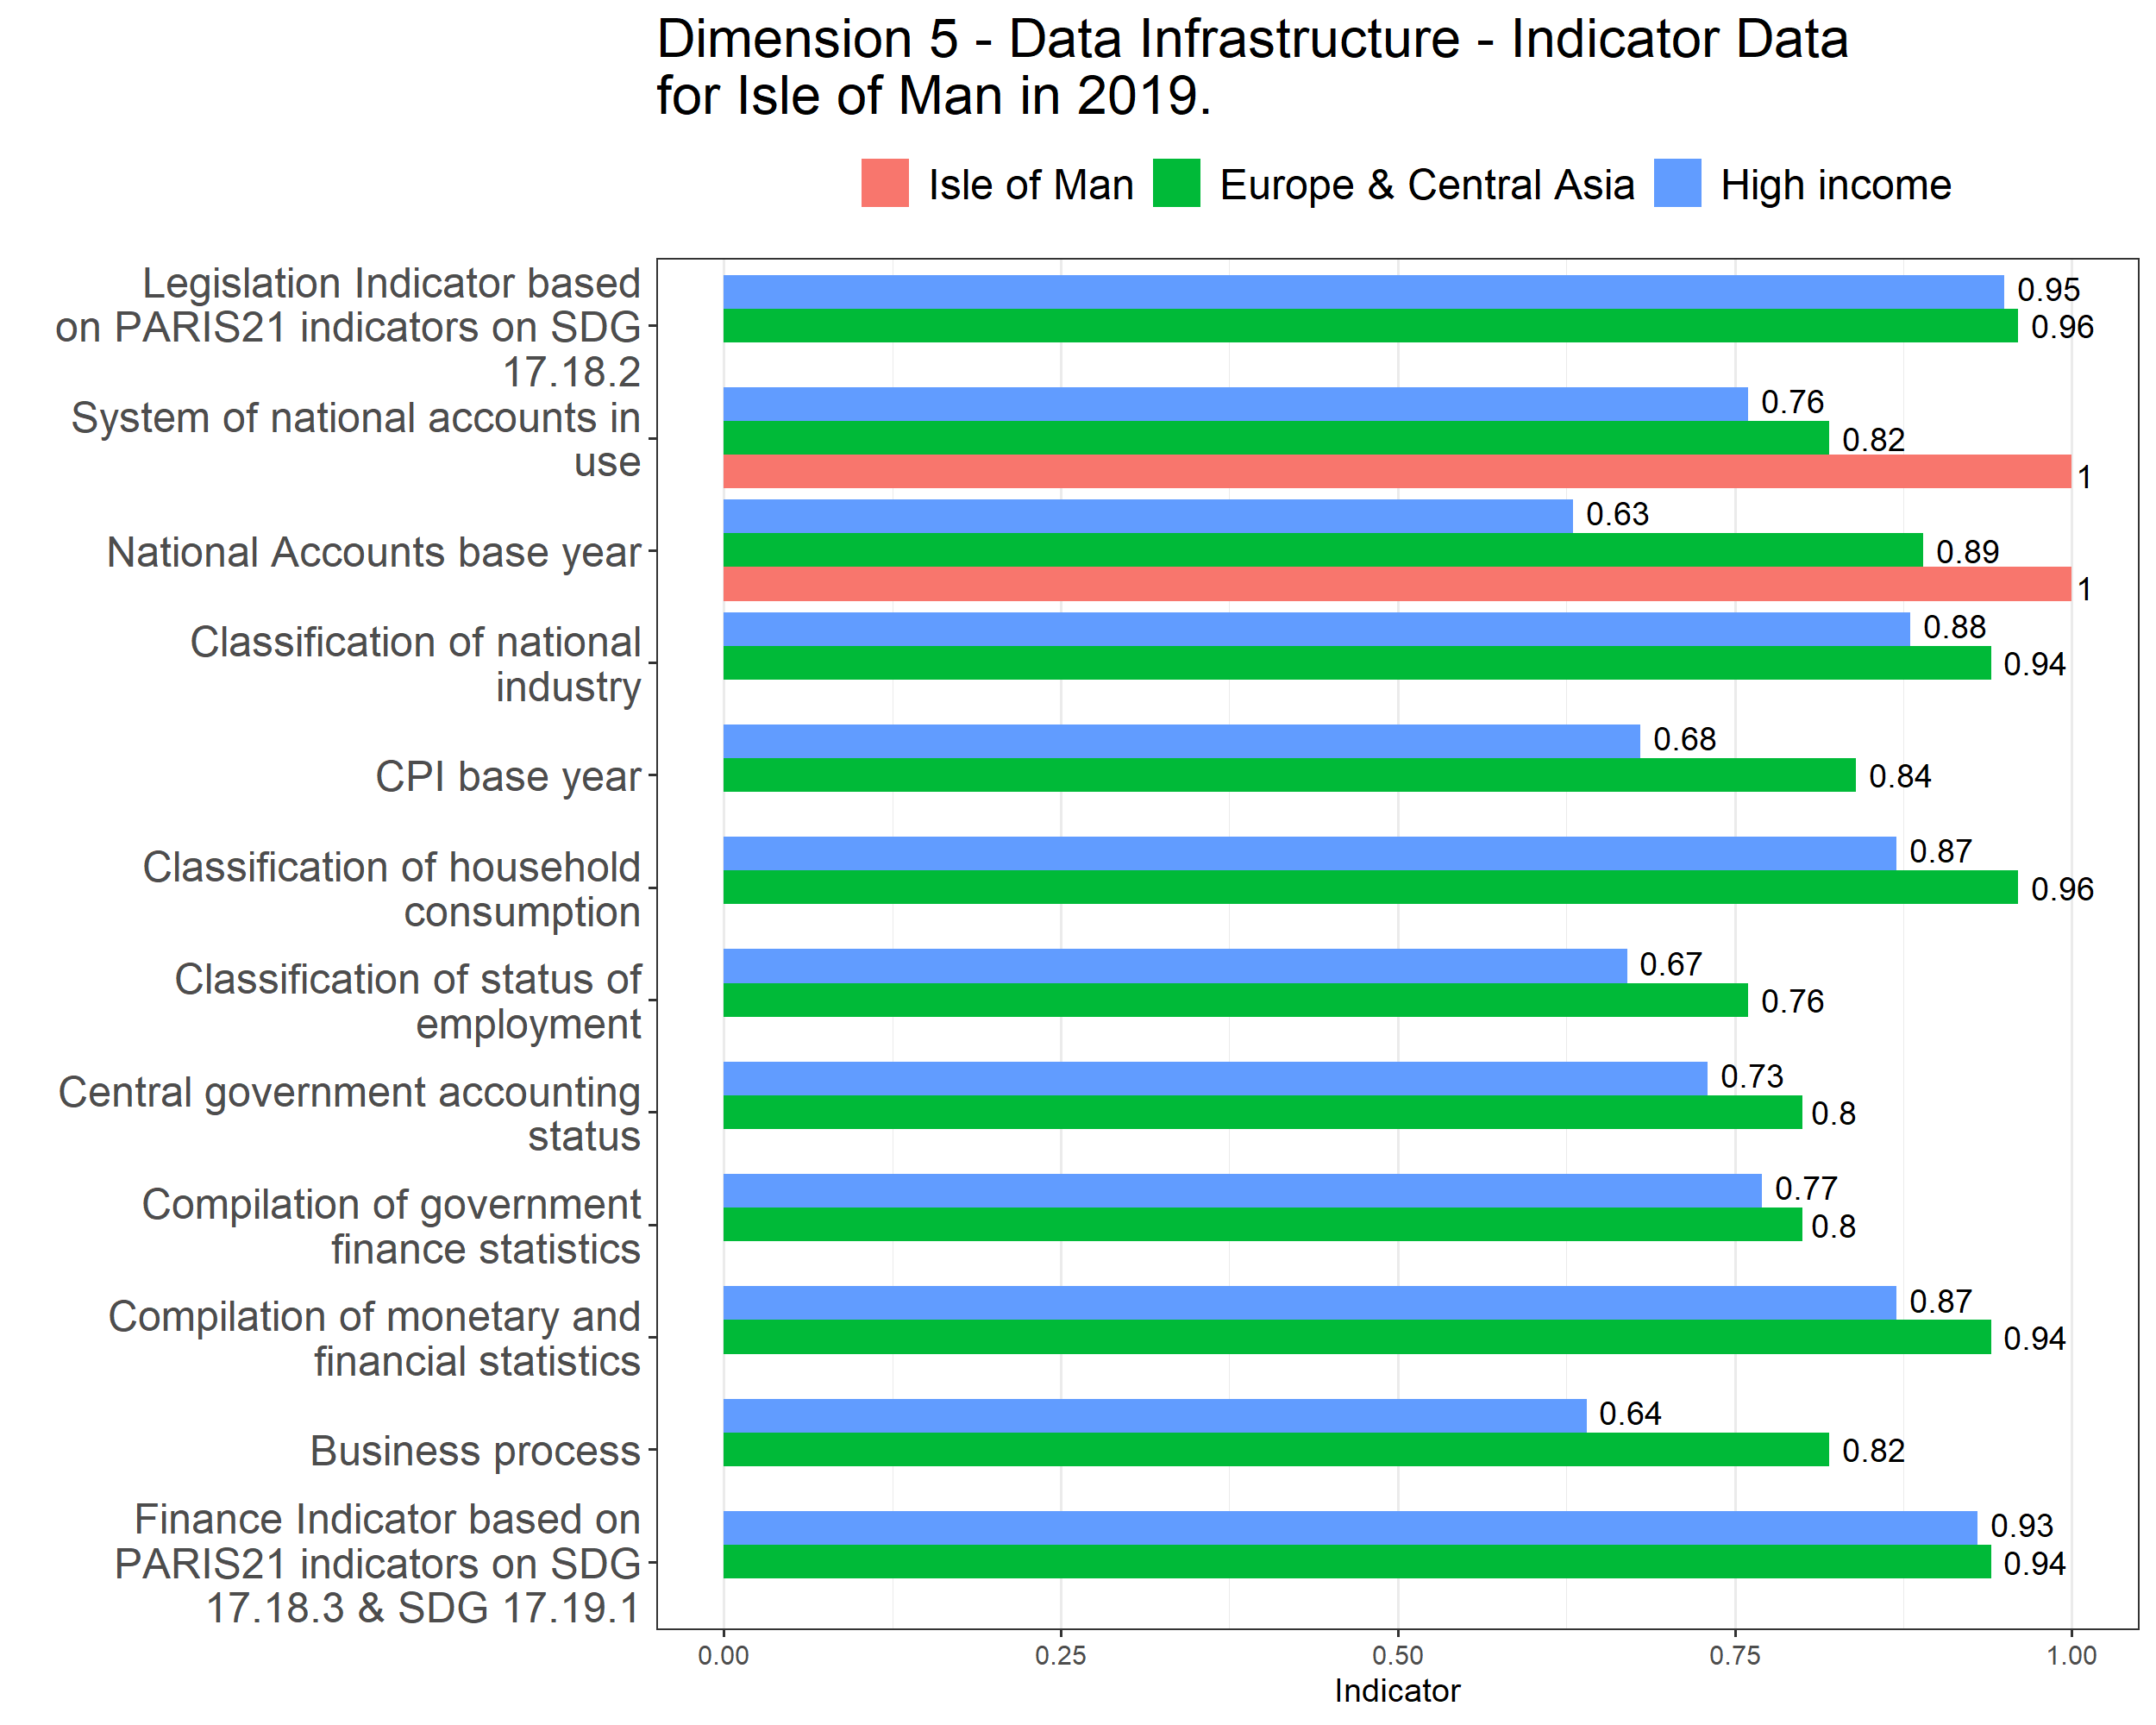 Dimension 5 - Data Infrastructure - Indicator Data
for Isle of Man in 2019.
Isle of Man
Europe & Central Asia
High income
Legislation Indicator based
on PARIS21 indicators on SDG
17.18.2
0.95
0.96
System of national accounts in
use
0.76
0.82
1
National Accounts base year
0.63
0.89
1
Classification of national
industry
0.88
0.94
CPI base year
0.68
0.84
Classification of household
consumption
0.87
0.96
Classification of status of
employment
0.67
0.76
Central government accounting
status
0.73
0.8
Compilation of government
finance statistics
0.77
0.8
Compilation of monetary and
financial statistics
0.87
0.94
Business process
0.64
0.82
Finance Indicator based on
PARIS21 indicators on SDG
17.18.3 & SDG 17.19.1
0.93
0.94
0.00
0.25
0.50
0.75
1.00
Indicator